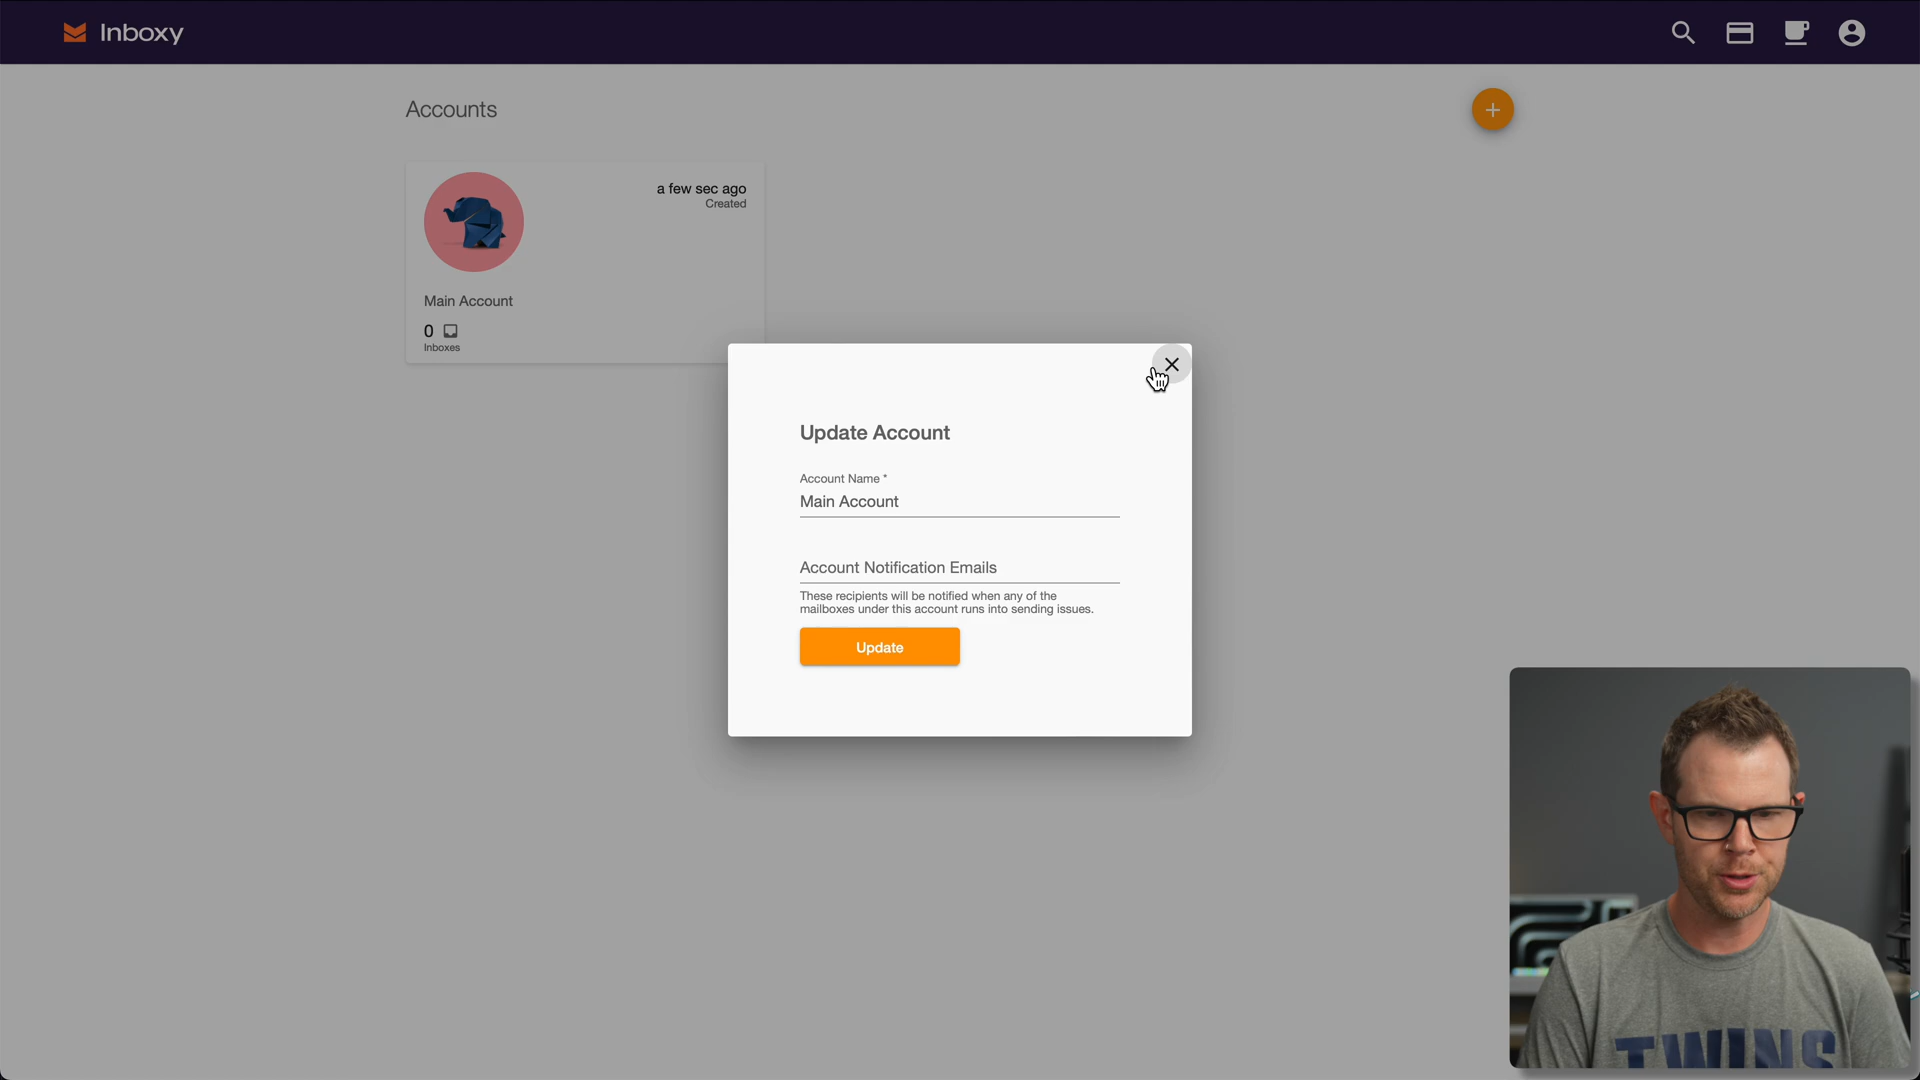 Inboxy
Accounts
+
a few sec ago
Created
Main Account
0
Inboxes
Update Account
Account Name *
Main Account
Account Notification Emails
These recipients will be notified when any of the
mailboxes under this account runs into sending issues.
Update
TWINS